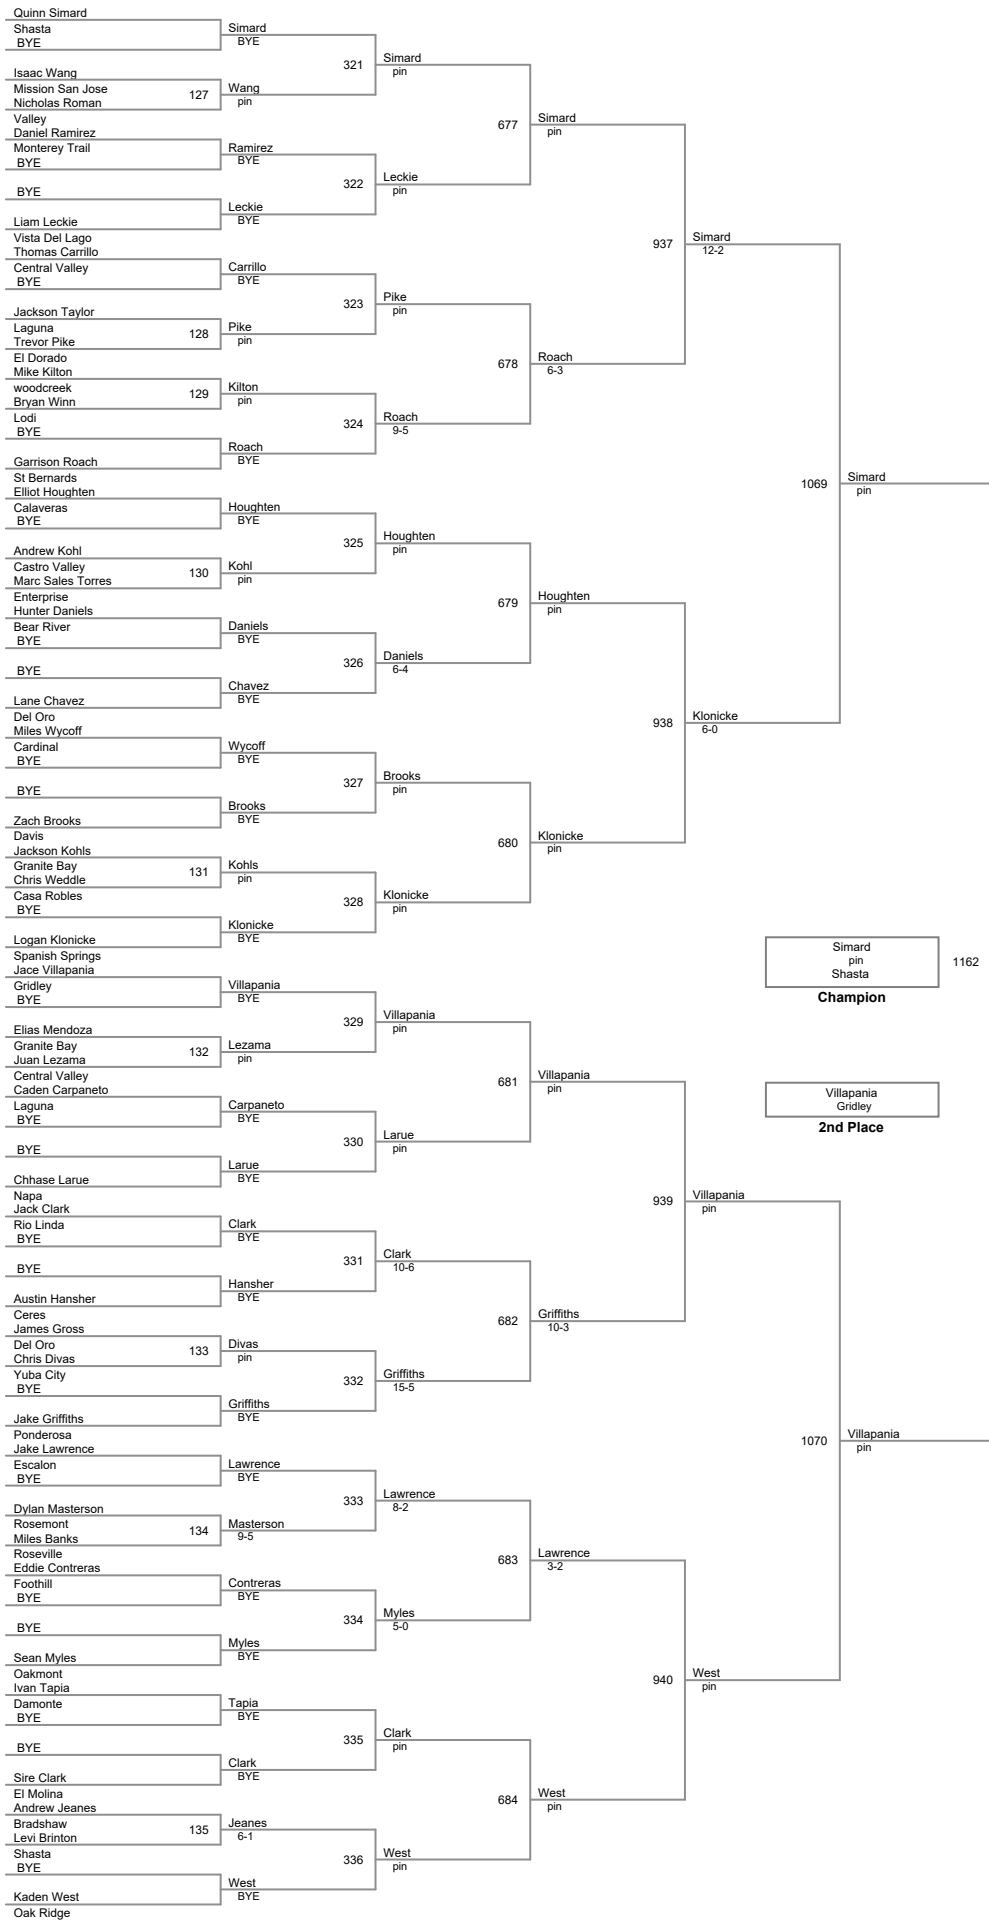 Quinn Simard
Shasta
BYE
Simard
BYE
321
Simard
pin
Isaac Wang
Mission San Jose
127
Nicholas Roman
Valley
Wang
pin
677
Simard
pin
Daniel Ramirez
Monterey Trail
BYE
Ramirez
BYE
322
Leckie
pin
BYE
Liam Leckie
Vista Del Lago
Leckie
BYE
937
Simard
12-2
Thomas Carrillo
Central Valley
BYE
Carrillo
BYE
323
Pike
pin
Jackson Taylor
Laguna
128
Trevor Pike
El Dorado
Pike
pin
678
Roach
6-3
Mike Kilton
woodcreek
129
Bryan Winn
Lodi
Kilton
pin
324
Roach
9-5
BYE
Garrison Roach
St Bernards
Roach
BYE
1069
Simard
pin
Elliot Houghten
Calaveras
BYE
Houghten
BYE
325
Houghten
pin
Andrew Kohl
Castro Valley
130
Marc Sales Torres
Enterprise
Kohl
pin
679
Houghten
pin
Hunter Daniels
Bear River
BYE
Daniels
BYE
326
Daniels
6-4
BYE
Lane Chavez
Del Oro
Chavez
BYE
938
Klonicke
6-0
Miles Wycoff
Cardinal
BYE
Wycoff
BYE
327
Brooks
pin
BYE
Zach Brooks
Davis
Brooks
BYE
680
Klonicke
pin
Jackson Kohls
Granite Bay
131
Chris Weddle
Casa Robles
Kohls
pin
328
Klonicke
pin
BYE
Logan Klonicke
Spanish Springs
Klonicke
BYE
Simard
pin
Shasta
1162
Champion
Jace Villapania
Gridley
BYE
Villapania
BYE
329
Villapania
pin
Elias Mendoza
Granite Bay
132
Juan Lezama
Central Valley
Lezama
pin
681
Villapania
pin
Villapania
Gridley
2nd Place
Caden Carpaneto
Laguna
BYE
Carpaneto
BYE
330
Larue
pin
BYE
Chhase Larue
Napa
Larue
BYE
939
Villapania
pin
Jack Clark
Rio Linda
BYE
Clark
BYE
331
Clark
10-6
BYE
Austin Hansher
Ceres
Hansher
BYE
682
Griffiths
10-3
James Gross
Del Oro
133
Chris Divas
Yuba City
Divas
pin
332
Griffiths
15-5
BYE
Jake Griffiths
Ponderosa
Griffiths
BYE
1070
Villapania
pin
Jake Lawrence
Escalon
BYE
Lawrence
BYE
333
Lawrence
8-2
Dylan Masterson
Rosemont
134
Miles Banks
Roseville
Masterson
9-5
683
Lawrence
3-2
Eddie Contreras
Foothill
BYE
Contreras
BYE
334
Myles
5-0
BYE
Sean Myles
Oakmont
Myles
BYE
940
West
pin
Ivan Tapia
Damonte
BYE
Tapia
BYE
335
Clark
pin
BYE
Sire Clark
El Molina
Clark
BYE
684
West
pin
Andrew Jeanes
Bradshaw
135
Levi Brinton
Shasta
Jeanes
6-1
336
West
pin
BYE
Kaden West
Oak Ridge
West
BYE